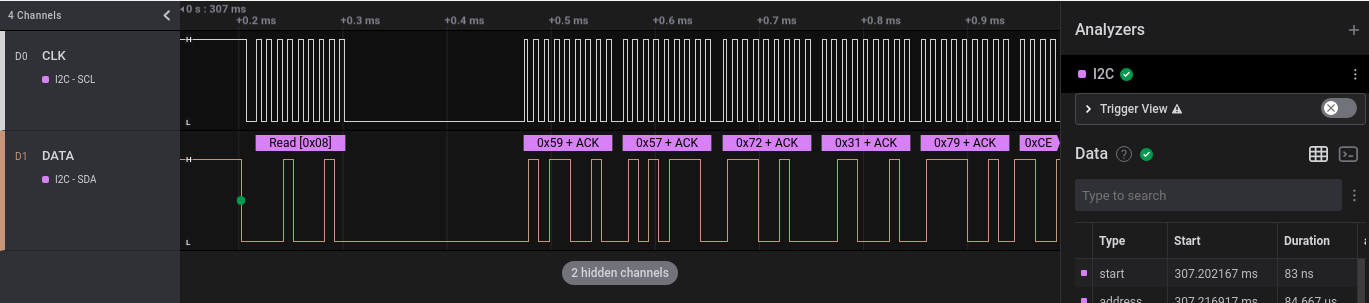 4 Channels
0 s : 307 ms
+0.2 ms
+0.3 ms
+0.4 ms
+0.5 ms
+0.6 ms
+0.7 ms
+0.8 ms
+0.9 ms
D0 CLK
I2C - SCL
H
L
Read [0x08]
0x59 + ACK
0x57 + ACK
0x72 + ACK
0x31 + ACK
0x79 + ACK
0xCE
D1 DATA
I2C - SDA
H
L
2 hidden channels
Analyzers
I2C
Trigger View
Data
Type to search
Type Start Duration
start 307.202167 ms 83 ns
address 307.216917 ms 84.667 us